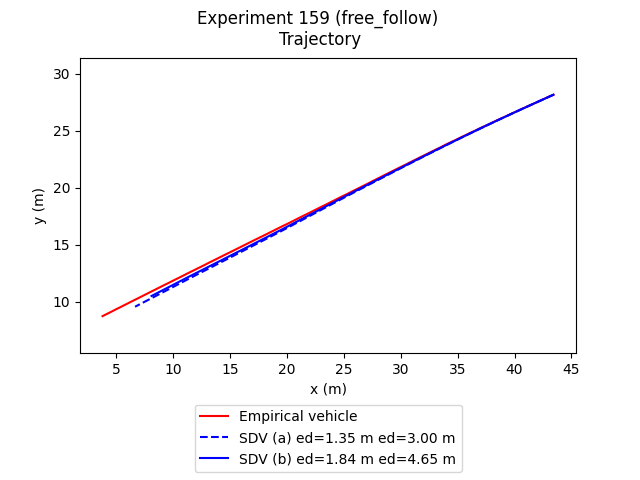 Experiment 159 (free_follow)
Trajectory
y (m)
30
25
20
15
10
5
10
15
20
25
30
35
40
45
x (m)
Empirical vehicle
SDV (a) ed=1.35 m ed=3.00 m
SDV (b) ed=1.84 m ed=4.65 m